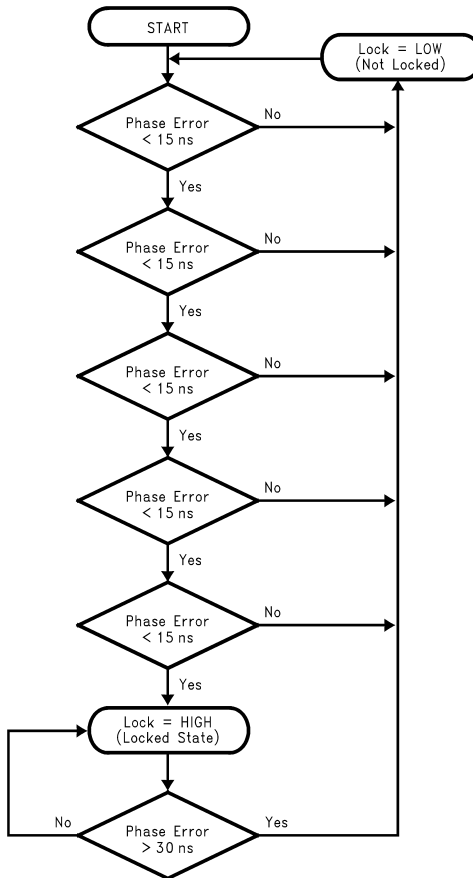 START
Lock = LOW
(Not Locked)
Phase Error
< 15 ns
No
Yes
Phase Error
< 15 ns
No
Yes
Phase Error
< 15 ns
No
Yes
Phase Error
< 15 ns
No
Yes
Phase Error
< 15 ns
No
Yes
Lock = HIGH
(Locked State)
No
Phase Error
> 30 ns
Yes